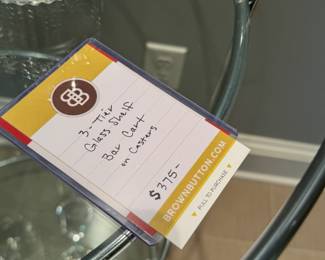 3-Tier
Glass Shelf
Bar Cart
on Casters
$375-
BROWNBUTTON.COM
PULL TO PURCHASE